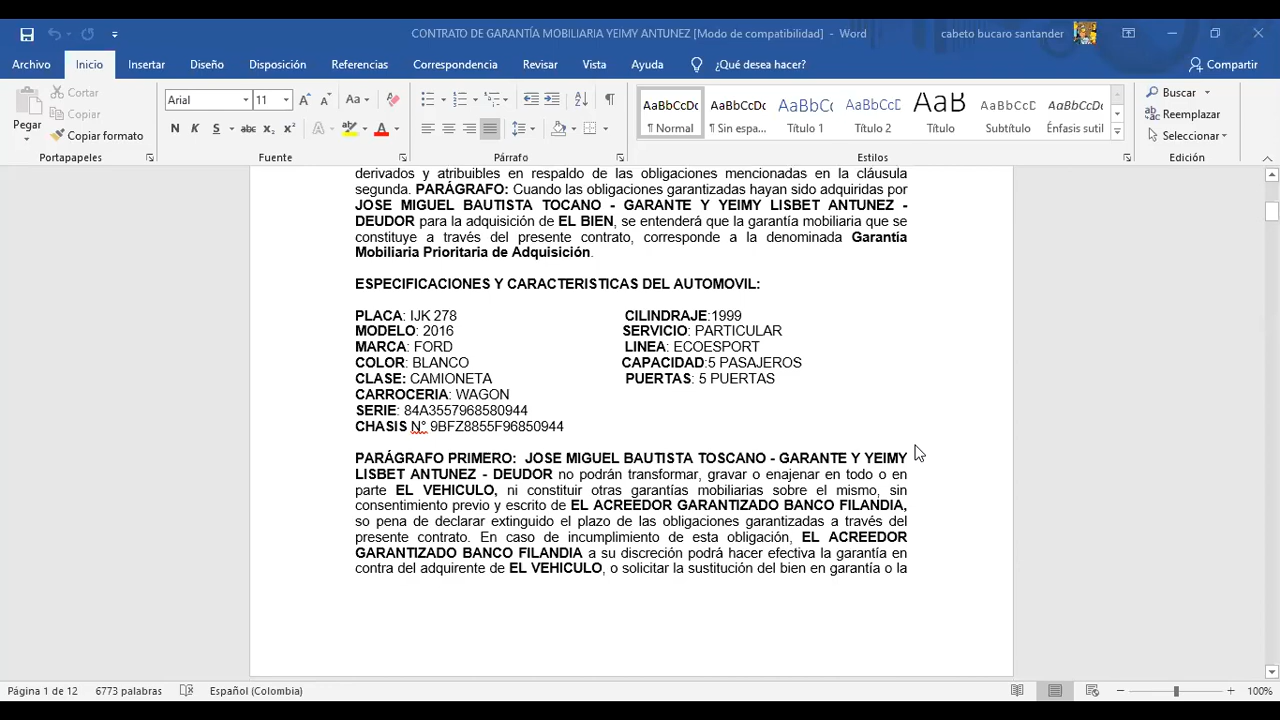 CONTRATO DE GARANTÍA MOBILIARIA YEIMY ANTUNEZ [Modo de compatibilidad] - Word
cabeto bucaro santander
Archivo Inicio Insertar Diseño Disposición Referencias Correspondencia Revisar Vista Ayuda ¿Qué desea hacer? Compartir
Pegar
Cortar
Copiar
Copiar formato
Portapapeles
Arial 11
N K S abc x₂ x²
Fuente
Párrafo
AaBbCcDc ¶ Normal
AaBbCcDc ¶ Sin espa...
AaBbCc Título 1
AaBbCcD Título 2
AaB Título
AaBbCcD Subtítulo
AaBbCcDc Énfasis sutil
Estilos
Buscar
Reemplazar
Seleccionar
Edición
derivados y atribuibles en respaldo de las obligaciones mencionadas en la cláusula
segunda. PARÁGRAFO: Cuando las obligaciones garantizadas hayan sido adquiridas por
JOSE MIGUEL BAUTISTA TOCANO - GARANTE Y YEIMY LISBET ANTUNEZ -
DEUDOR para la adquisición de EL BIEN, se entenderá que la garantía mobiliaria que se
constituye a través del presente contrato, corresponde a la denominada Garantía
Mobiliaria Prioritaria de Adquisición.
ESPECIFICACIONES Y CARACTERISTICAS DEL AUTOMOVIL:
PLACA: IJK 278 CILINDRAJE:1999
MODELO: 2016 SERVICIO: PARTICULAR
MARCA: FORD LINEA: ECOESPORT
COLOR: BLANCO CAPACIDAD:5 PASAJEROS
CLASE: CAMIONETA PUERTAS: 5 PUERTAS
CARROCERIA: WAGON
SERIE: 84A3557968580944
CHASIS N° 9BFZ8855F96850944
PARÁGRAFO PRIMERO: JOSE MIGUEL BAUTISTA TOSCANO - GARANTE Y YEIMY
LISBET ANTUNEZ - DEUDOR no podrán transformar, gravar o enajenar en todo o en
parte EL VEHICULO, ni constituir otras garantías mobiliarias sobre el mismo, sin
consentimiento previo y escrito de EL ACREEDOR GARANTIZADO BANCO FILANDIA,
so pena de declarar extinguido el plazo de las obligaciones garantizadas a través del
presente contrato. En caso de incumplimiento de esta obligación, EL ACREEDOR
GARANTIZADO BANCO FILANDIA a su discreción podrá hacer efectiva la garantía en
contra del adquirente de EL VEHICULO, o solicitar la sustitución del bien en garantía o la
Página 1 de 12 6773 palabras Español (Colombia) 100%